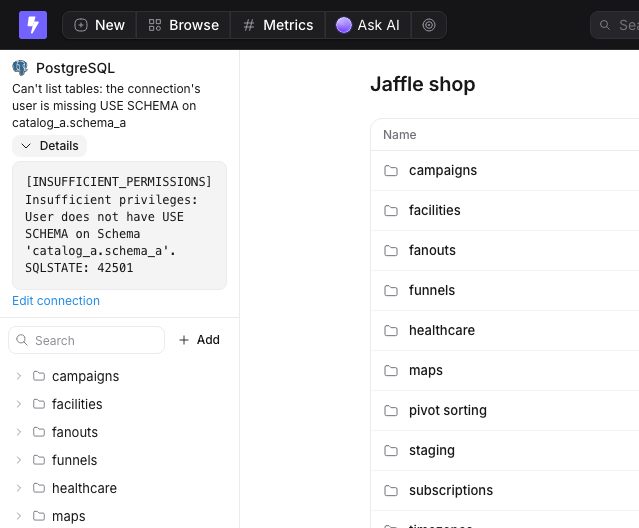 New
Browse
Metrics
Ask AI
PostgreSQL
Can't list tables: the connection's
user is missing USE SCHEMA on
catalog_a.schema_a
Details
[INSUFFICIENT_PERMISSIONS]
Insufficient privileges:
User does not have USE
SCHEMA on Schema
'catalog_a.schema_a'.
SQLSTATE: 42501
Edit connection
Search
Add
campaigns
facilities
fanouts
funnels
healthcare
maps
Jaffle shop
Name
campaigns
facilities
fanouts
funnels
healthcare
maps
pivot sorting
staging
subscriptions